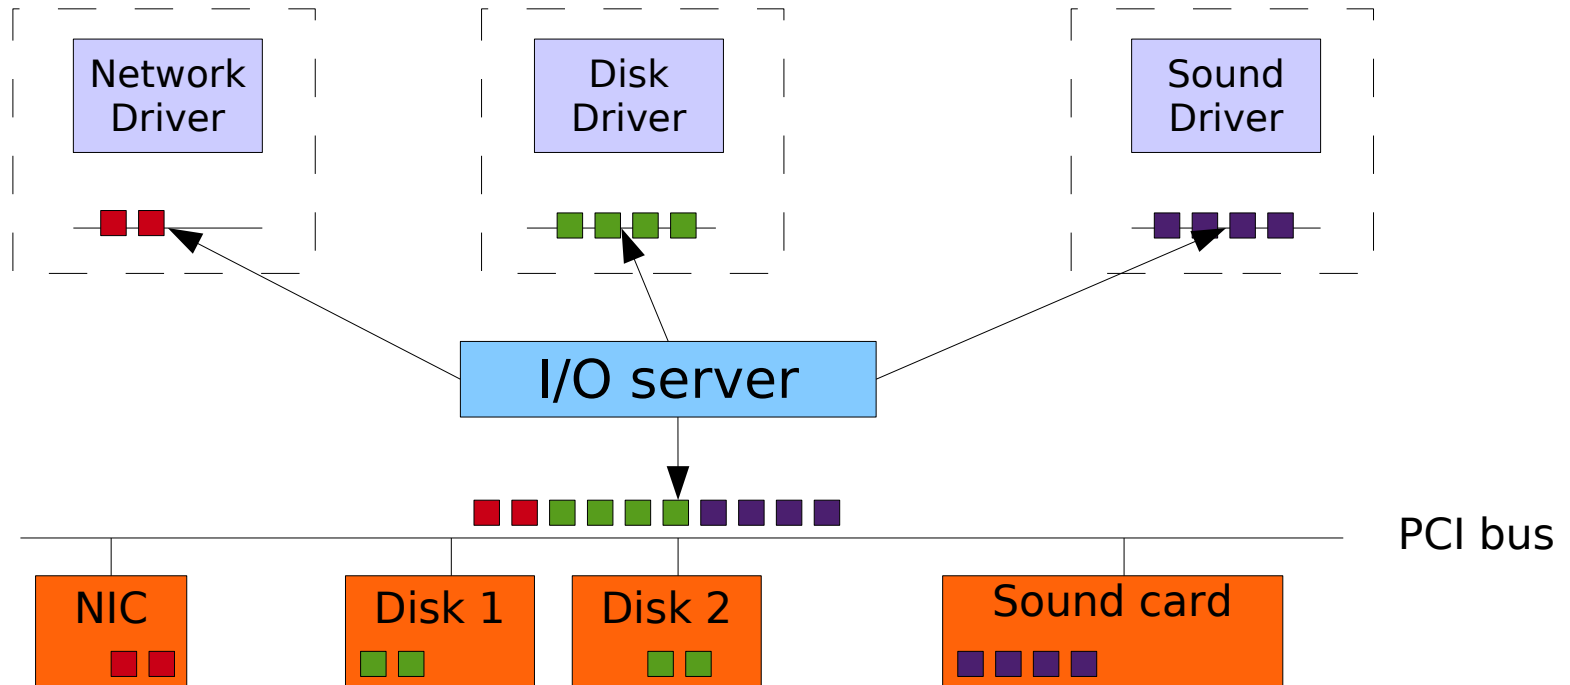 Network
Driver
Disk
Driver
Sound
Driver
I/O server
PCI bus
NIC
Disk 1
Disk 2
Sound card